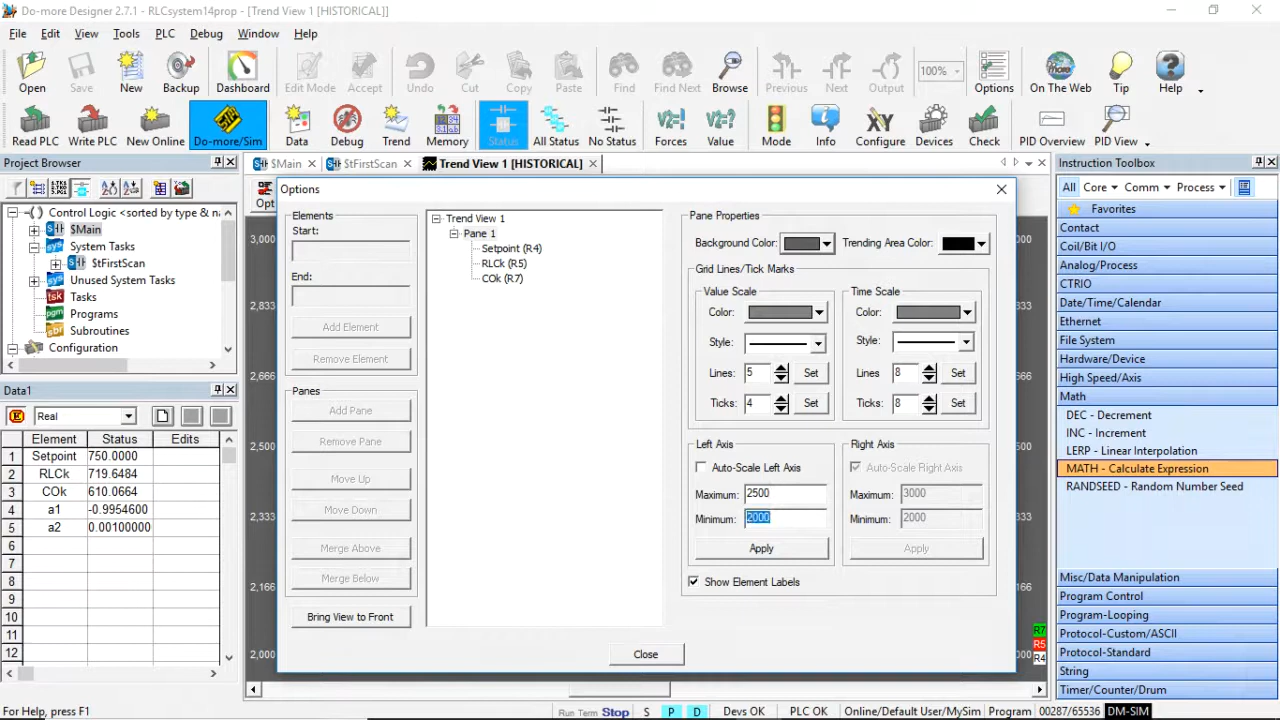 Do-more Designer 2.7.1 - RLCsystem14prop - [Trend View 1 [HISTORICAL]]
File Edit View Tools PLC Debug Window Help
Open Save New Backup Dashboard Edit Mode Accept Undo Cut Copy Paste Find Find Next Browse Previous Next Output 100% Options On The Web Tip Help
Read PLC Write PLC New Online Do-more/Sim Data Debug Trend Memory Status All Status No Status Forces Value Mode Info Configure Devices Check PID Overview PID View
Project Browser
$Main $tFirstScan Trend View 1 [HISTORICAL]
Instruction Toolbox
All Core Comm Process
Control Logic <sorted by type & n
$Main
System Tasks
$tFirstScan
Unused System Tasks
Tasks
Programs
Subroutines
Configuration
Data1
Real
Element Status Edits
1 Setpoint 750.0000
2 RLCk 719.6484
3 COk 610.0664
4 a1 -0.9954600
5 a2 0.00100000
6
7
8
9
10
11
12
Opt
3,000
2,833
2,666
2,500
2,333
2,166
2,000
Options
Elements
Start:
End:
Add Element
Remove Element
Panes
Add Pane
Remove Pane
Move Up
Move Down
Merge Above
Merge Below
Bring View to Front
Trend View 1
Pane 1
Setpoint (R4)
RLCk (R5)
COk (R7)
Pane Properties
Background Color: Trending Area Color:
Grid Lines/Tick Marks
Value Scale
Color:
Style:
Lines: 5 Set
Ticks: 4 Set
Time Scale
Color:
Style:
Lines 8 Set
Ticks: 8 Set
Left Axis
Auto-Scale Left Axis
Maximum: 2500
Minimum: 2000
Apply
Right Axis
Auto-Scale Right Axis
Maximum: 3000
Minimum: 2000
Apply
Show Element Labels
Close
000
833
666
500
333
166
R7
R5
000 R4
Favorites
Contact
Coil/Bit I/O
Analog/Process
CTRIO
Date/Time/Calendar
Ethernet
File System
Hardware/Device
High Speed/Axis
Math
DEC - Decrement
INC - Increment
LERP - Linear Interpolation
MATH - Calculate Expression
RANDSEED - Random Number Seed
Misc/Data Manipulation
Program Control
Program-Looping
Protocol-Custom/ASCII
Protocol-Standard
String
Timer/Counter/Drum
For Help, press F1
Run Term Stop S P D Devs OK PLC OK Online/Default User/MySim Program 00287/65536 DM-SIM